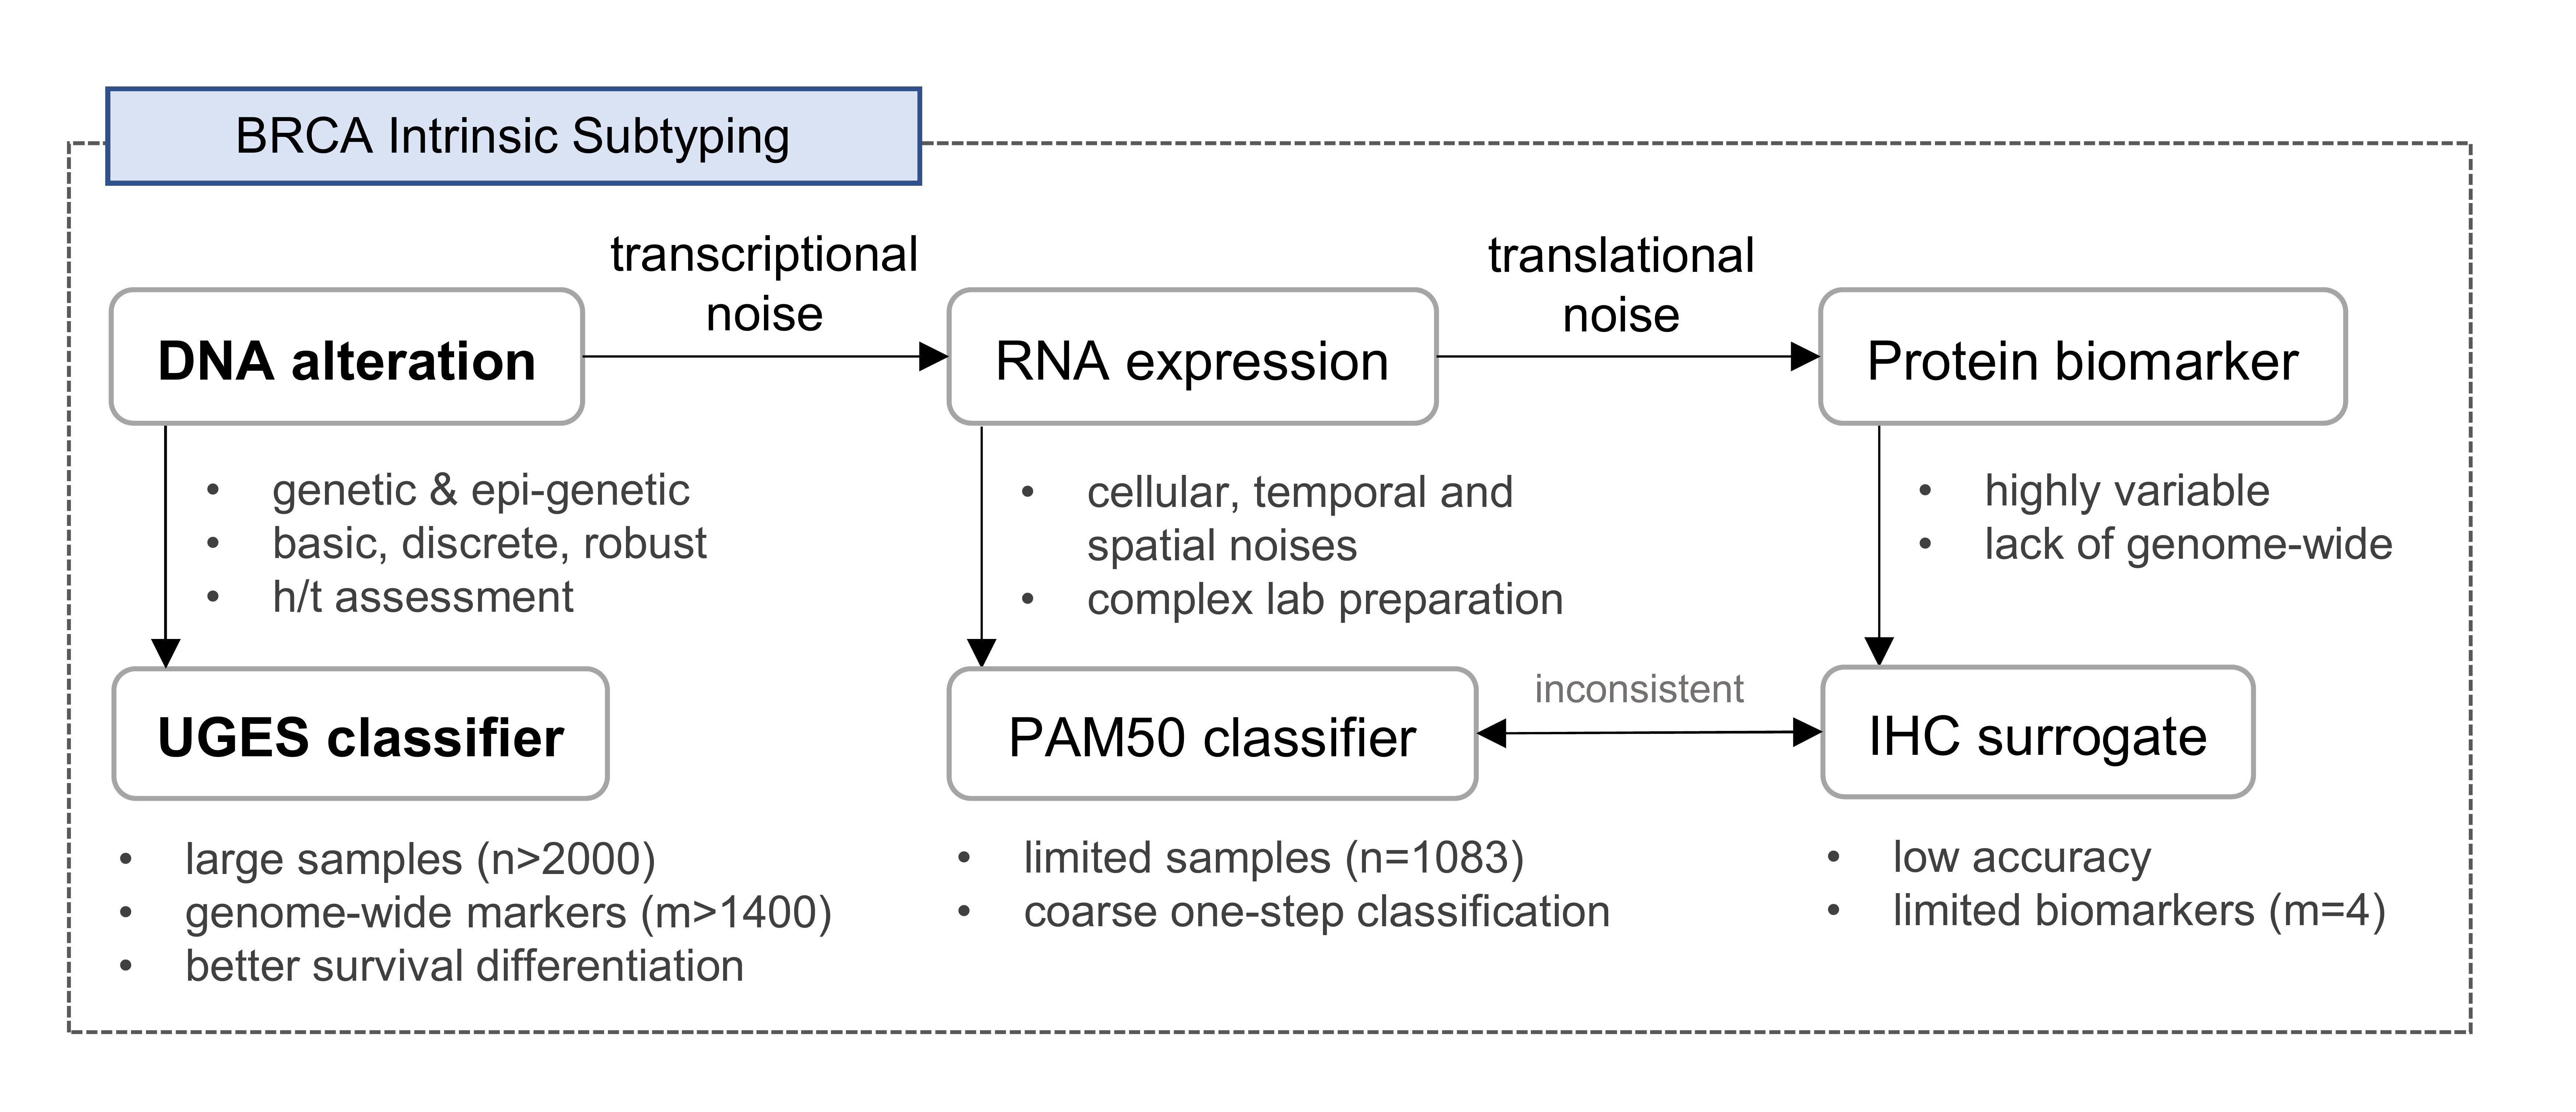 BRCA Intrinsic Subtyping
transcriptional
noise
translational
noise
DNA alteration
RNA expression
Protein biomarker
• genetic & epi-genetic
• basic, discrete, robust
• h/t assessment
• cellular, temporal and
spatial noises
• complex lab preparation
• highly variable
• lack of genome-wide
UGES classifier
PAM50 classifier
inconsistent
IHC surrogate
• large samples (n>2000)
• genome-wide markers (m>1400)
• better survival differentiation
• limited samples (n=1083)
• coarse one-step classification
• low accuracy
• limited biomarkers (m=4)